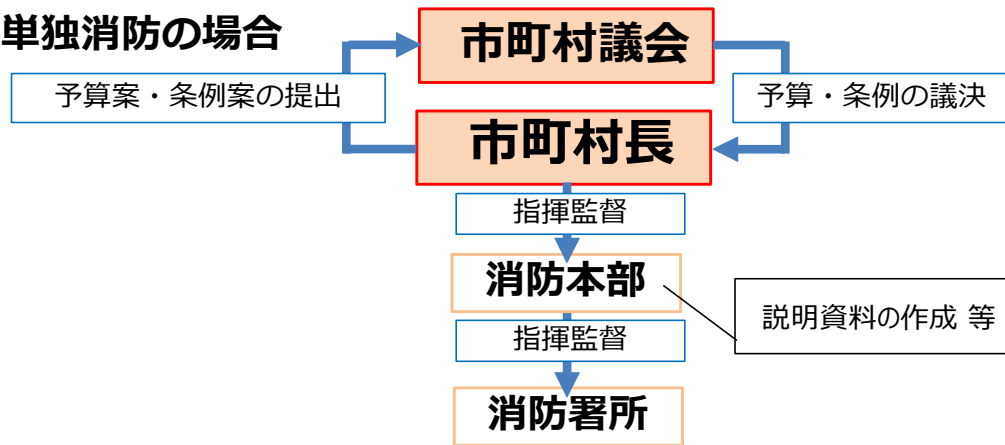 単独消防の場合
市町村議会
予算案・条例案の提出
予算・条例の議決
市町村長
指揮監督
消防本部
説明資料の作成 等
指揮監督
消防署所